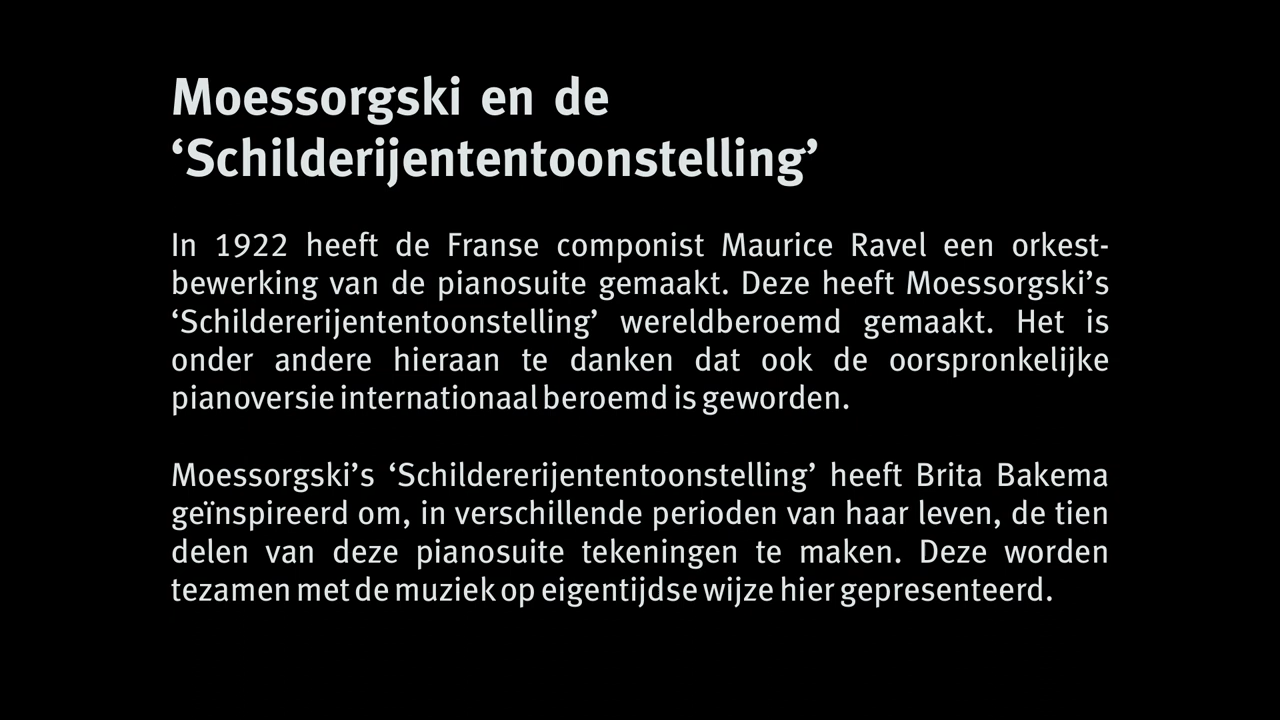 Moessorgski en de
‘Schilderijententoonstelling’
In 1922 heeft de Franse componist Maurice Ravel een orkest-
bewerking van de pianosuite gemaakt. Deze heeft Moessorgski’s
‘Schildererijententoonstelling’ wereldberoemd gemaakt. Het is
onder andere hieraan te danken dat ook de oorspronkelijke
pianoversie internationaal beroemd is geworden.
Moessorgski’s ‘Schildererijententoonstelling’ heeft Brita Bakema
geïnspireerd om, in verschillende perioden van haar leven, de tien
delen van deze pianosuite tekeningen te maken. Deze worden
tezamen met de muziek op eigentijdse wijze hier gepresenteerd.